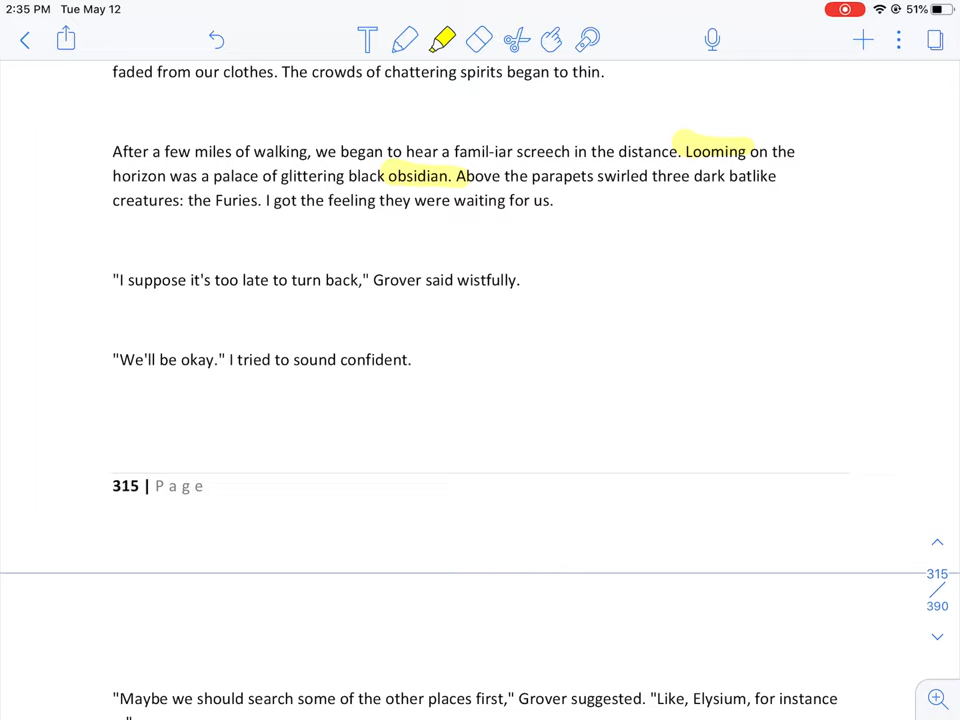 2:35 PM Tue May 12
51%
T
faded from our clothes. The crowds of chattering spirits began to thin.
After a few miles of walking, we began to hear a famil-iar screech in the distance. Looming on the
horizon was a palace of glittering black obsidian. Above the parapets swirled three dark batlike
creatures: the Furies. I got the feeling they were waiting for us.
"I suppose it's too late to turn back," Grover said wistfully.
"We'll be okay." I tried to sound confident.
315 | P a g e
315
390
"Maybe we should search some of the other places first," Grover suggested. "Like, Elysium, for instance